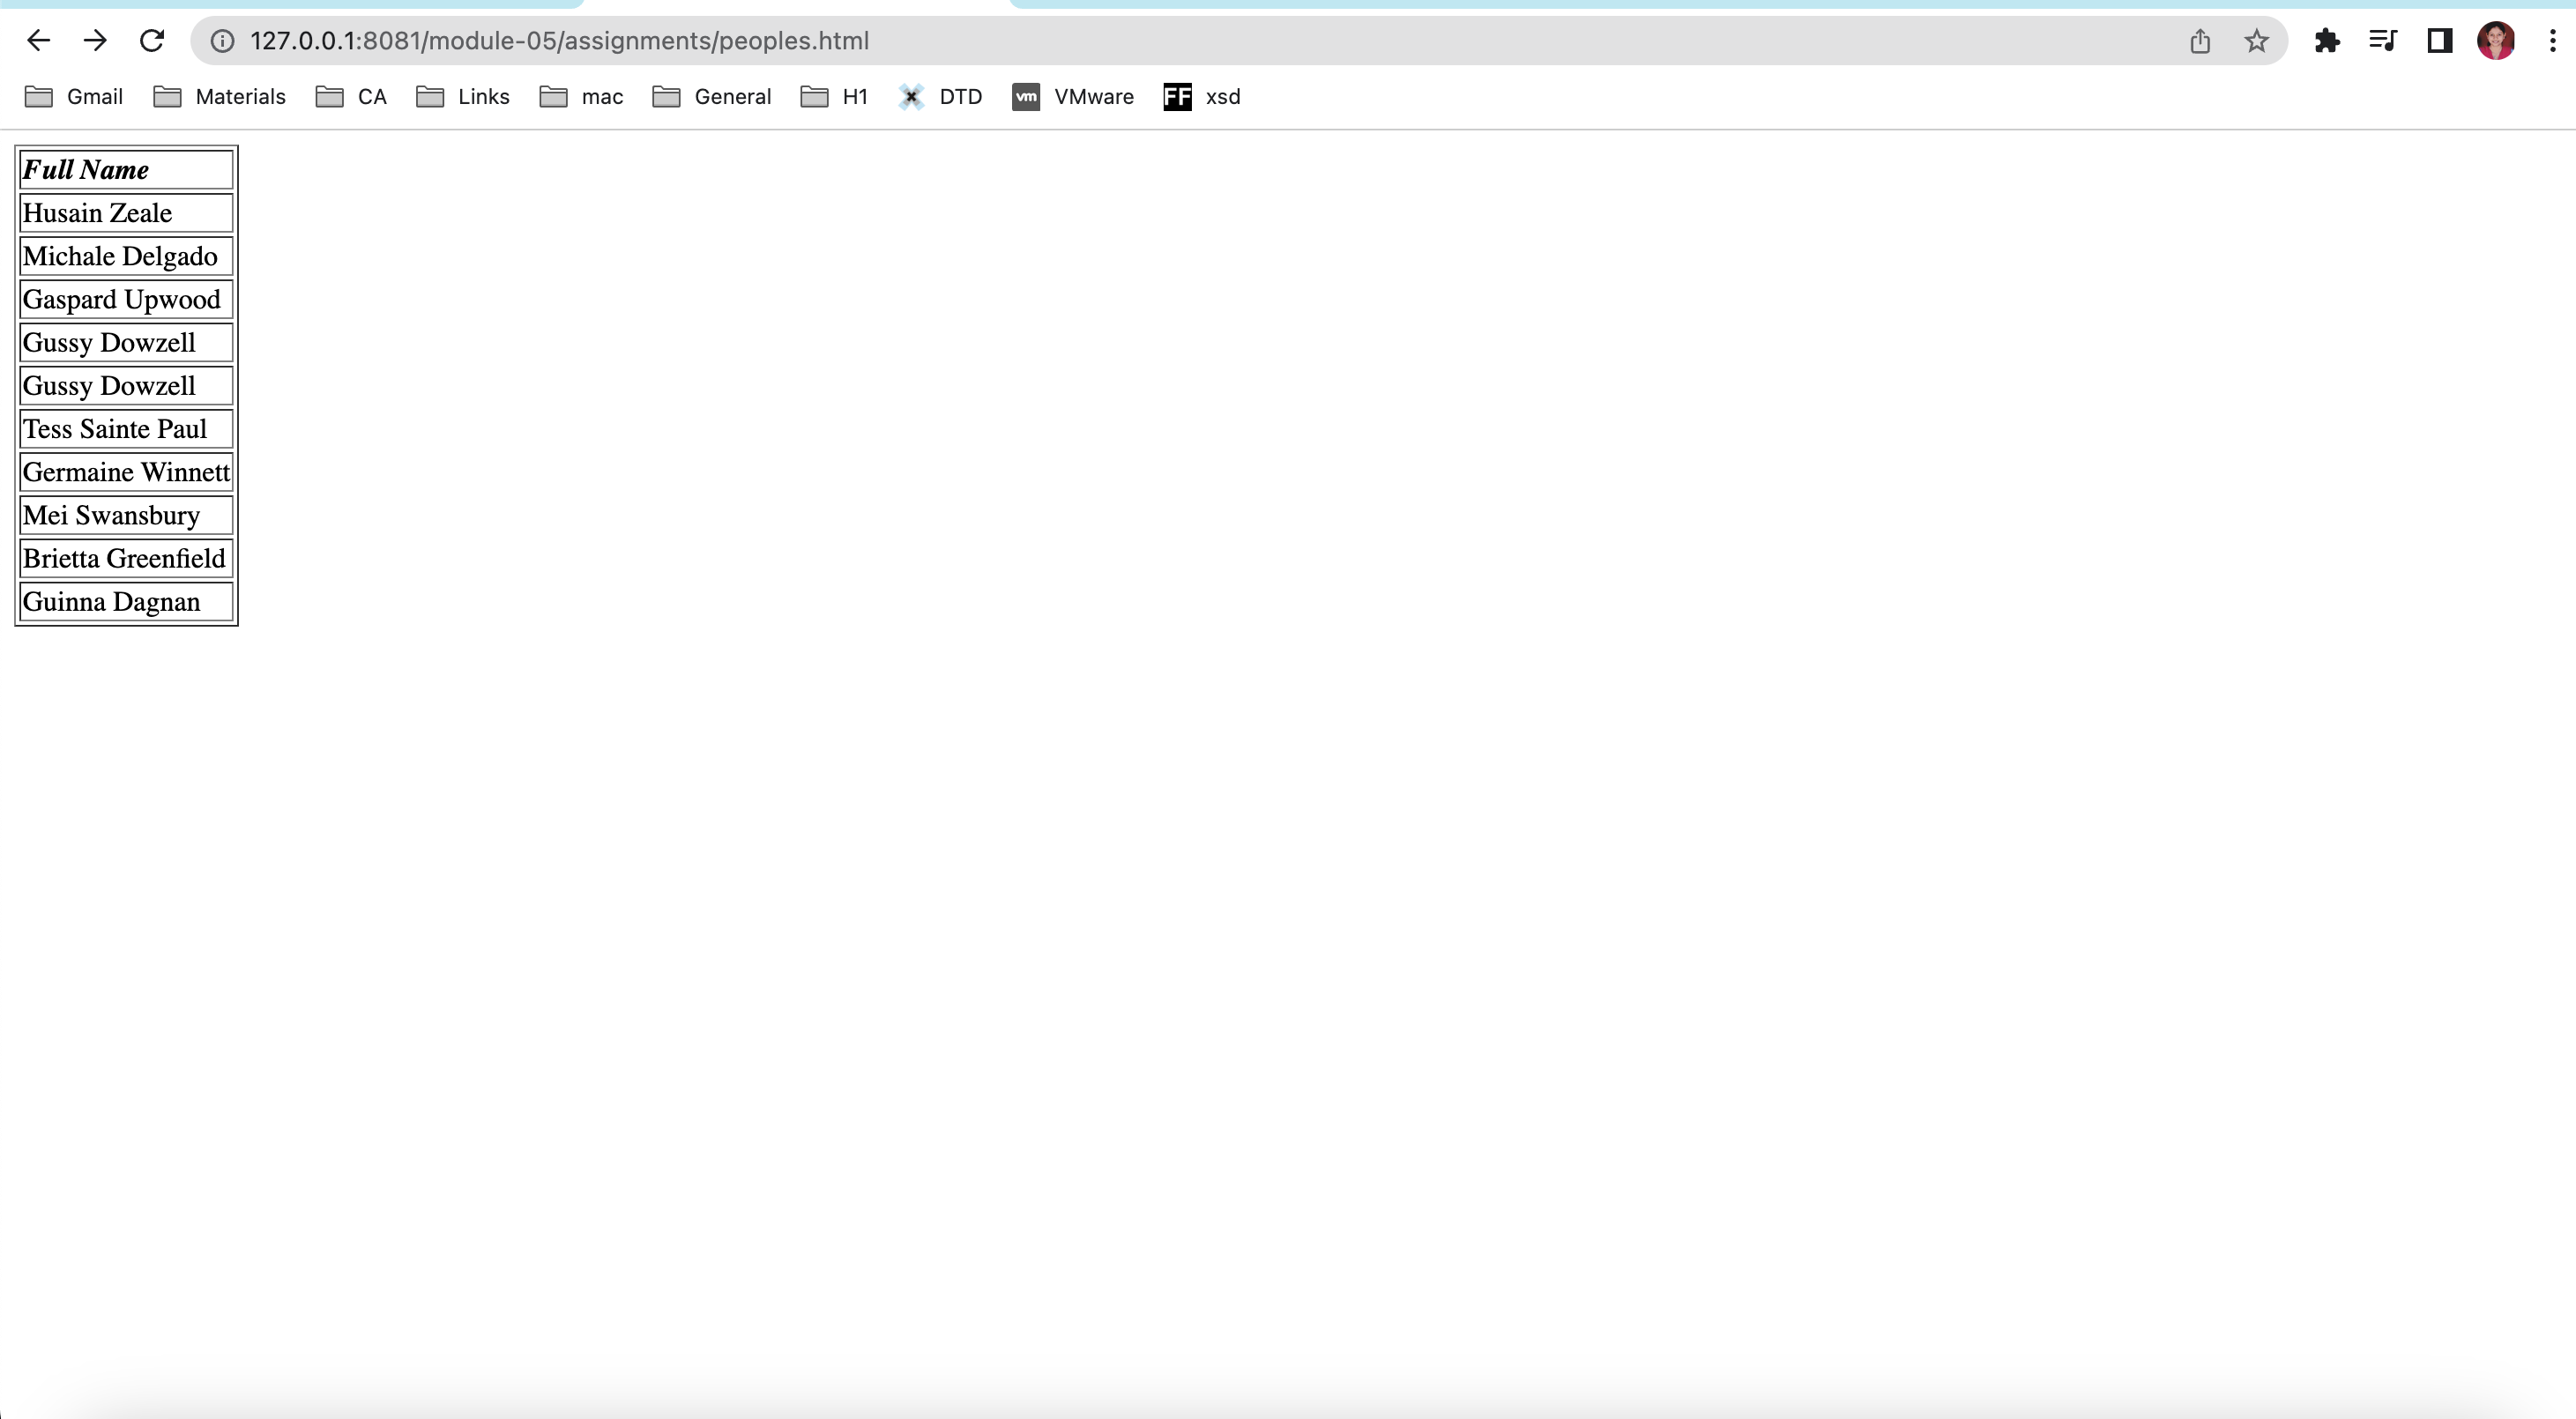 127.0.0.1:8081/module-05/assignments/peoples.html
Gmail Materials CA Links mac General H1 DTD vm VMware FF xsd
Full Name
Husain Zeale
Michale Delgado
Gaspard Upwood
Gussy Dowzell
Gussy Dowzell
Tess Sainte Paul
Germaine Winnett
Mei Swansbury
Brietta Greenfield
Guinna Dagnan